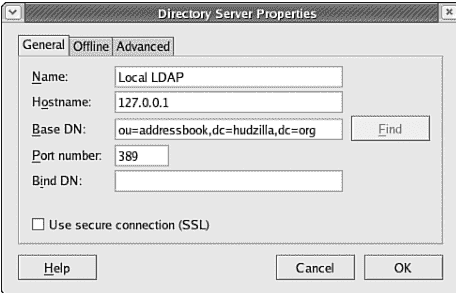 Directory Server Properties
General Offline Advanced
Name: Local LDAP
Hostname: 127.0.0.1
Base DN: ou=addressbook,dc=hudzilla,dc=org Find
Port number: 389
Bind DN:
Use secure connection (SSL)
Help Cancel OK